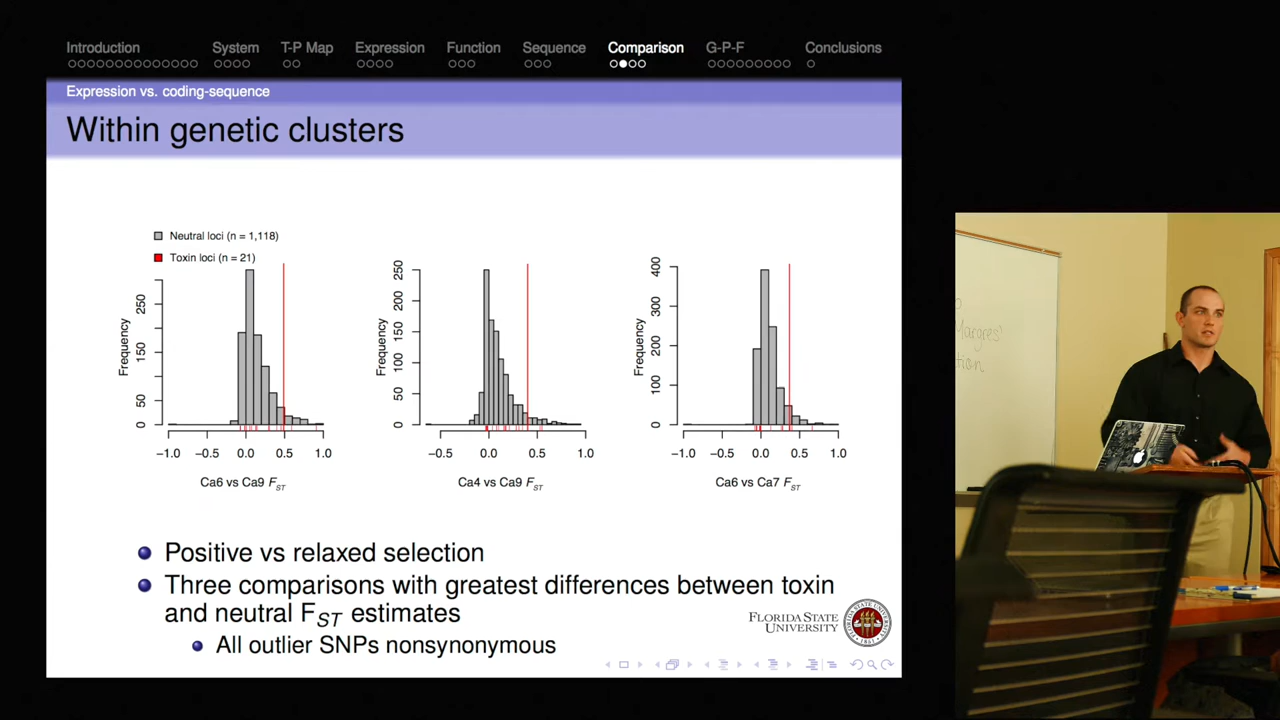 Introduction System T-P Map Expression Function Sequence Comparison G-P-F Conclusions
Expression vs. coding-sequence
Within genetic clusters
Neutral loci (n = 1,118)
Toxin loci (n = 21)
Frequency
0 50 150 250
−1.0 −0.5 0.0 0.5 1.0
Ca6 vs Ca9 FST
Frequency
0 50 100 150 200 250
−0.5 0.0 0.5 1.0
Ca4 vs Ca9 FST
Frequency
0 100 200 300 400
−1.0 −0.5 0.0 0.5 1.0
Ca6 vs Ca7 FST
Positive vs relaxed selection
Three comparisons with greatest differences between toxin
and neutral FST estimates
All outlier SNPs nonsynonymous
FLORIDA STATE
UNIVERSITY
Margres'